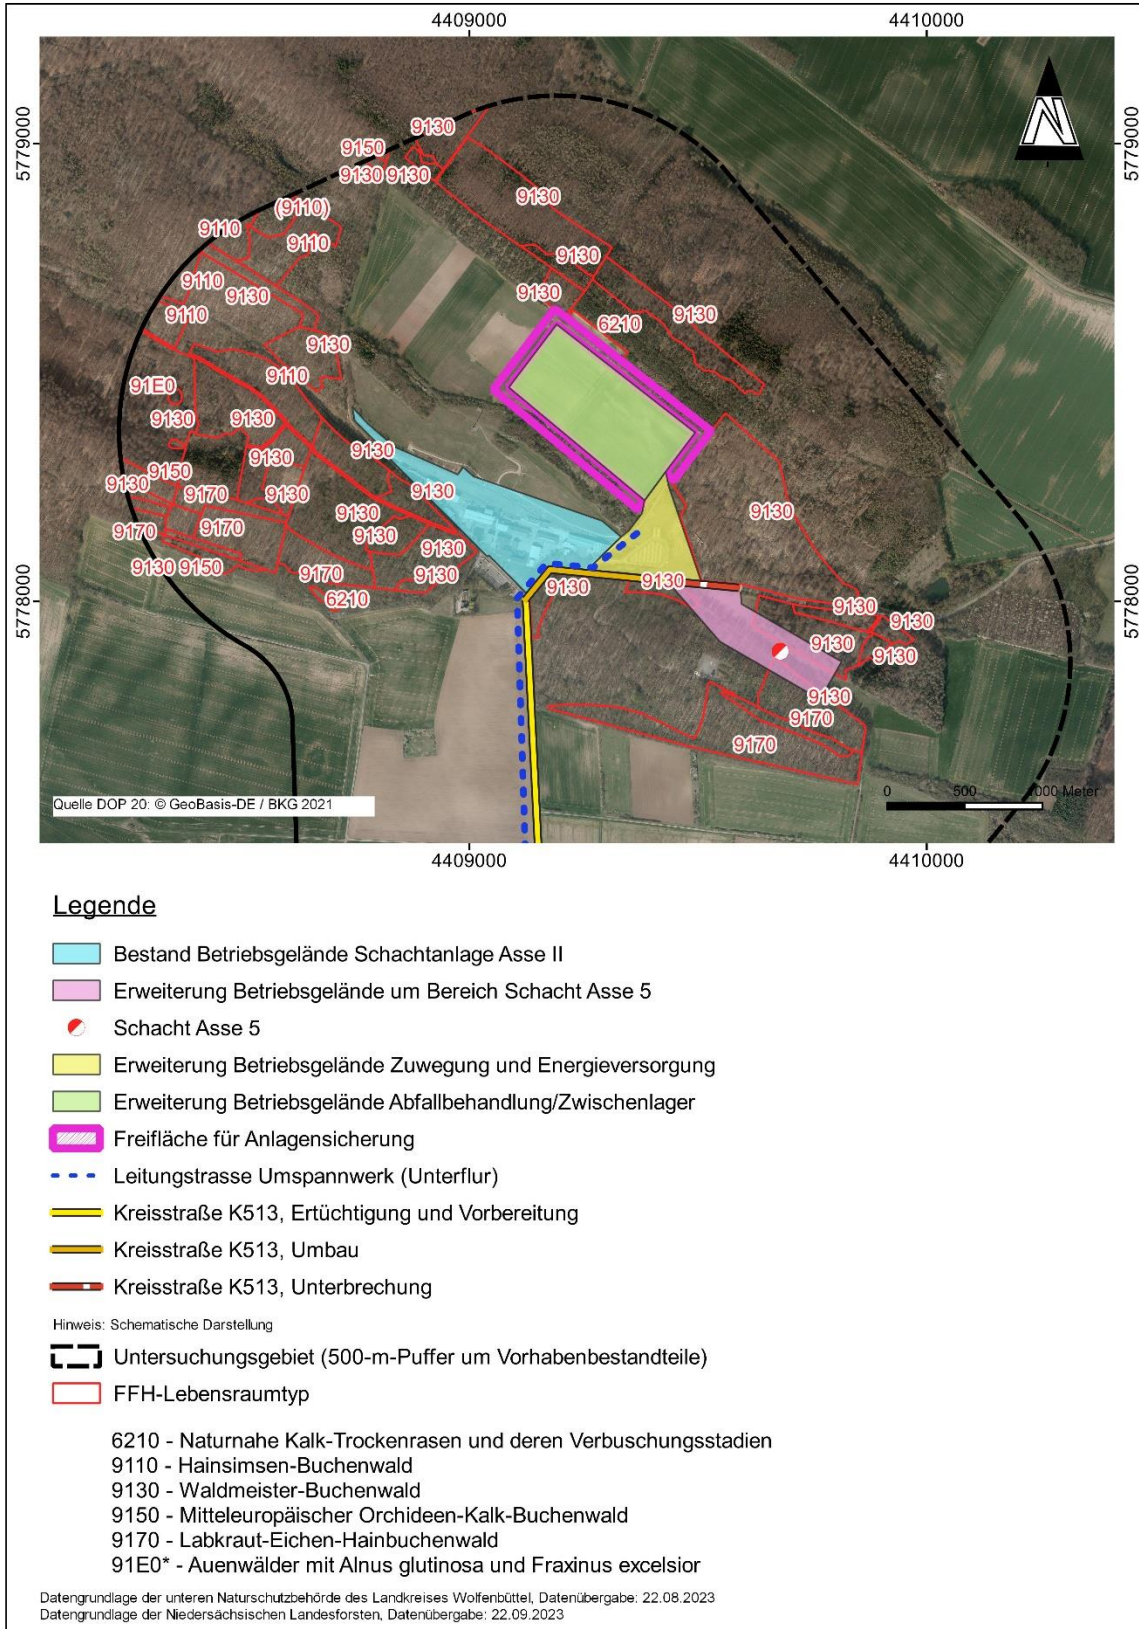 4409000 4410000
5779000 5779000
N
9130
9150
9130 9130
9130
(9110)
9110
9110
9130
9110
9130
9130
9110
6210
9130
9130
9110
91E0
9130
9130
9130
9130
9150
9130
9170
9130
9130
9130
9170
9170
9130
9130
9130
9150
9130
9170
9130
6210
5778000 5778000
9130
9130
9130
9130
9130
9130
9130
9170
9170
0 500 1000 Meter
Quelle DOP 20: © GeoBasis-DE / BKG 2021
4409000 4410000
Legende
Bestand Betriebsgelände Schachtanlage Asse II
Erweiterung Betriebsgelände um Bereich Schacht Asse 5
Schacht Asse 5
Erweiterung Betriebsgelände Zuwegung und Energieversorgung
Erweiterung Betriebsgelände Abfallbehandlung/Zwischenlager
Freifläche für Anlagensicherung
Leitungstrasse Umspannwerk (Unterflur)
Kreisstraße K513, Ertüchtigung und Vorbereitung
Kreisstraße K513, Umbau
Kreisstraße K513, Unterbrechung
Hinweis: Schematische Darstellung
Untersuchungsgebiet (500-m-Puffer um Vorhabenbestandteile)
FFH-Lebensraumtyp
6210 - Naturnahe Kalk-Trockenrasen und deren Verbuschungsstadien
9110 - Hainsimsen-Buchenwald
9130 - Waldmeister-Buchenwald
9150 - Mitteleuropäischer Orchideen-Kalk-Buchenwald
9170 - Labkraut-Eichen-Hainbuchenwald
91E0* - Auenwälder mit Alnus glutinosa und Fraxinus excelsior
Datengrundlage der unteren Naturschutzbehörde des Landkreises Wolfenbüttel, Datenübergabe: 22.08.2023
Datengrundlage der Niedersächsischen Landesforsten, Datenübergabe: 22.09.2023